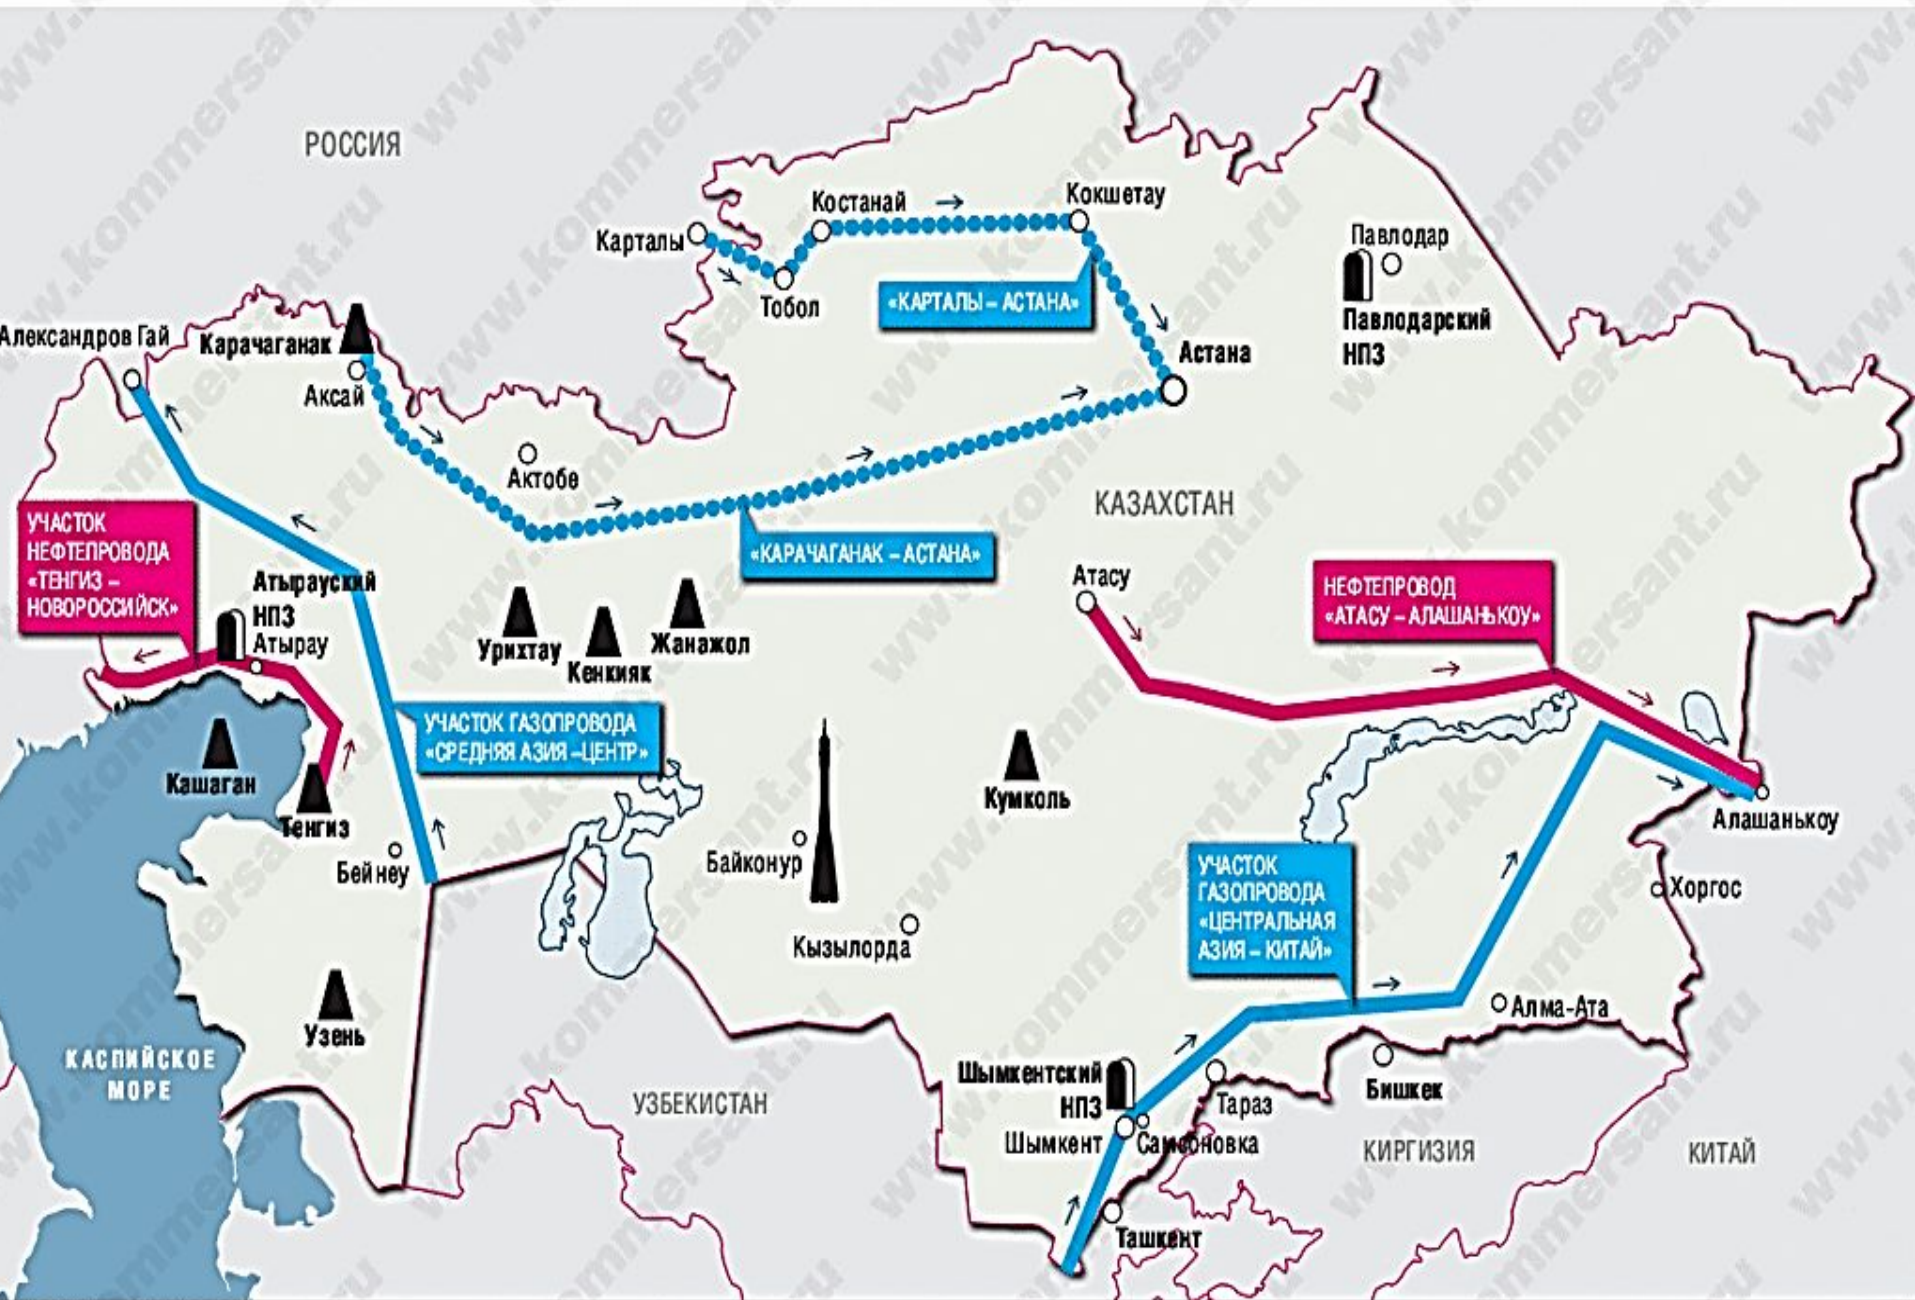 www.kommersant.ru
РОССИЯ
Кокшетау
Костанай
Карталы
Павлодар
Тобол
«КАРТАЛЫ – АСТАНА»
Павлодарский
НПЗ
Александров Гай
Карачаганак
Аксай
Астана
Актобе
КАЗАХСТАН
УЧАСТОК
НЕФТЕПРОВОДА
«ТЕНГИЗ –
НОВОРОССИЙСК»
«КАРАЧАГАНАК – АСТАНА»
Атырауский
НПЗ
Атырау
Атасу
НЕФТЕПРОВОД
«АТАСУ – АЛАШАНЬКОУ»
Урихтау
Кенкияк
Жанажол
УЧАСТОК ГАЗОПРОВОДА
«СРЕДНЯЯ АЗИЯ –ЦЕНТР»
Кашаган
Тенгиз
Кумколь
Алашанькоу
Бейнеу
Байконур
УЧАСТОК
ГАЗОПРОВОДА
«ЦЕНТРАЛЬНАЯ
АЗИЯ – КИТАЙ»
Хоргос
Кызылорда
Узень
Алма-Ата
КАСПИЙСКОЕ
МОРЕ
УЗБЕКИСТАН
Шымкентский
НПЗ
Шымкент
Самсоновка
Тараз
Бишкек
КИРГИЗИЯ
КИТАЙ
Ташкент